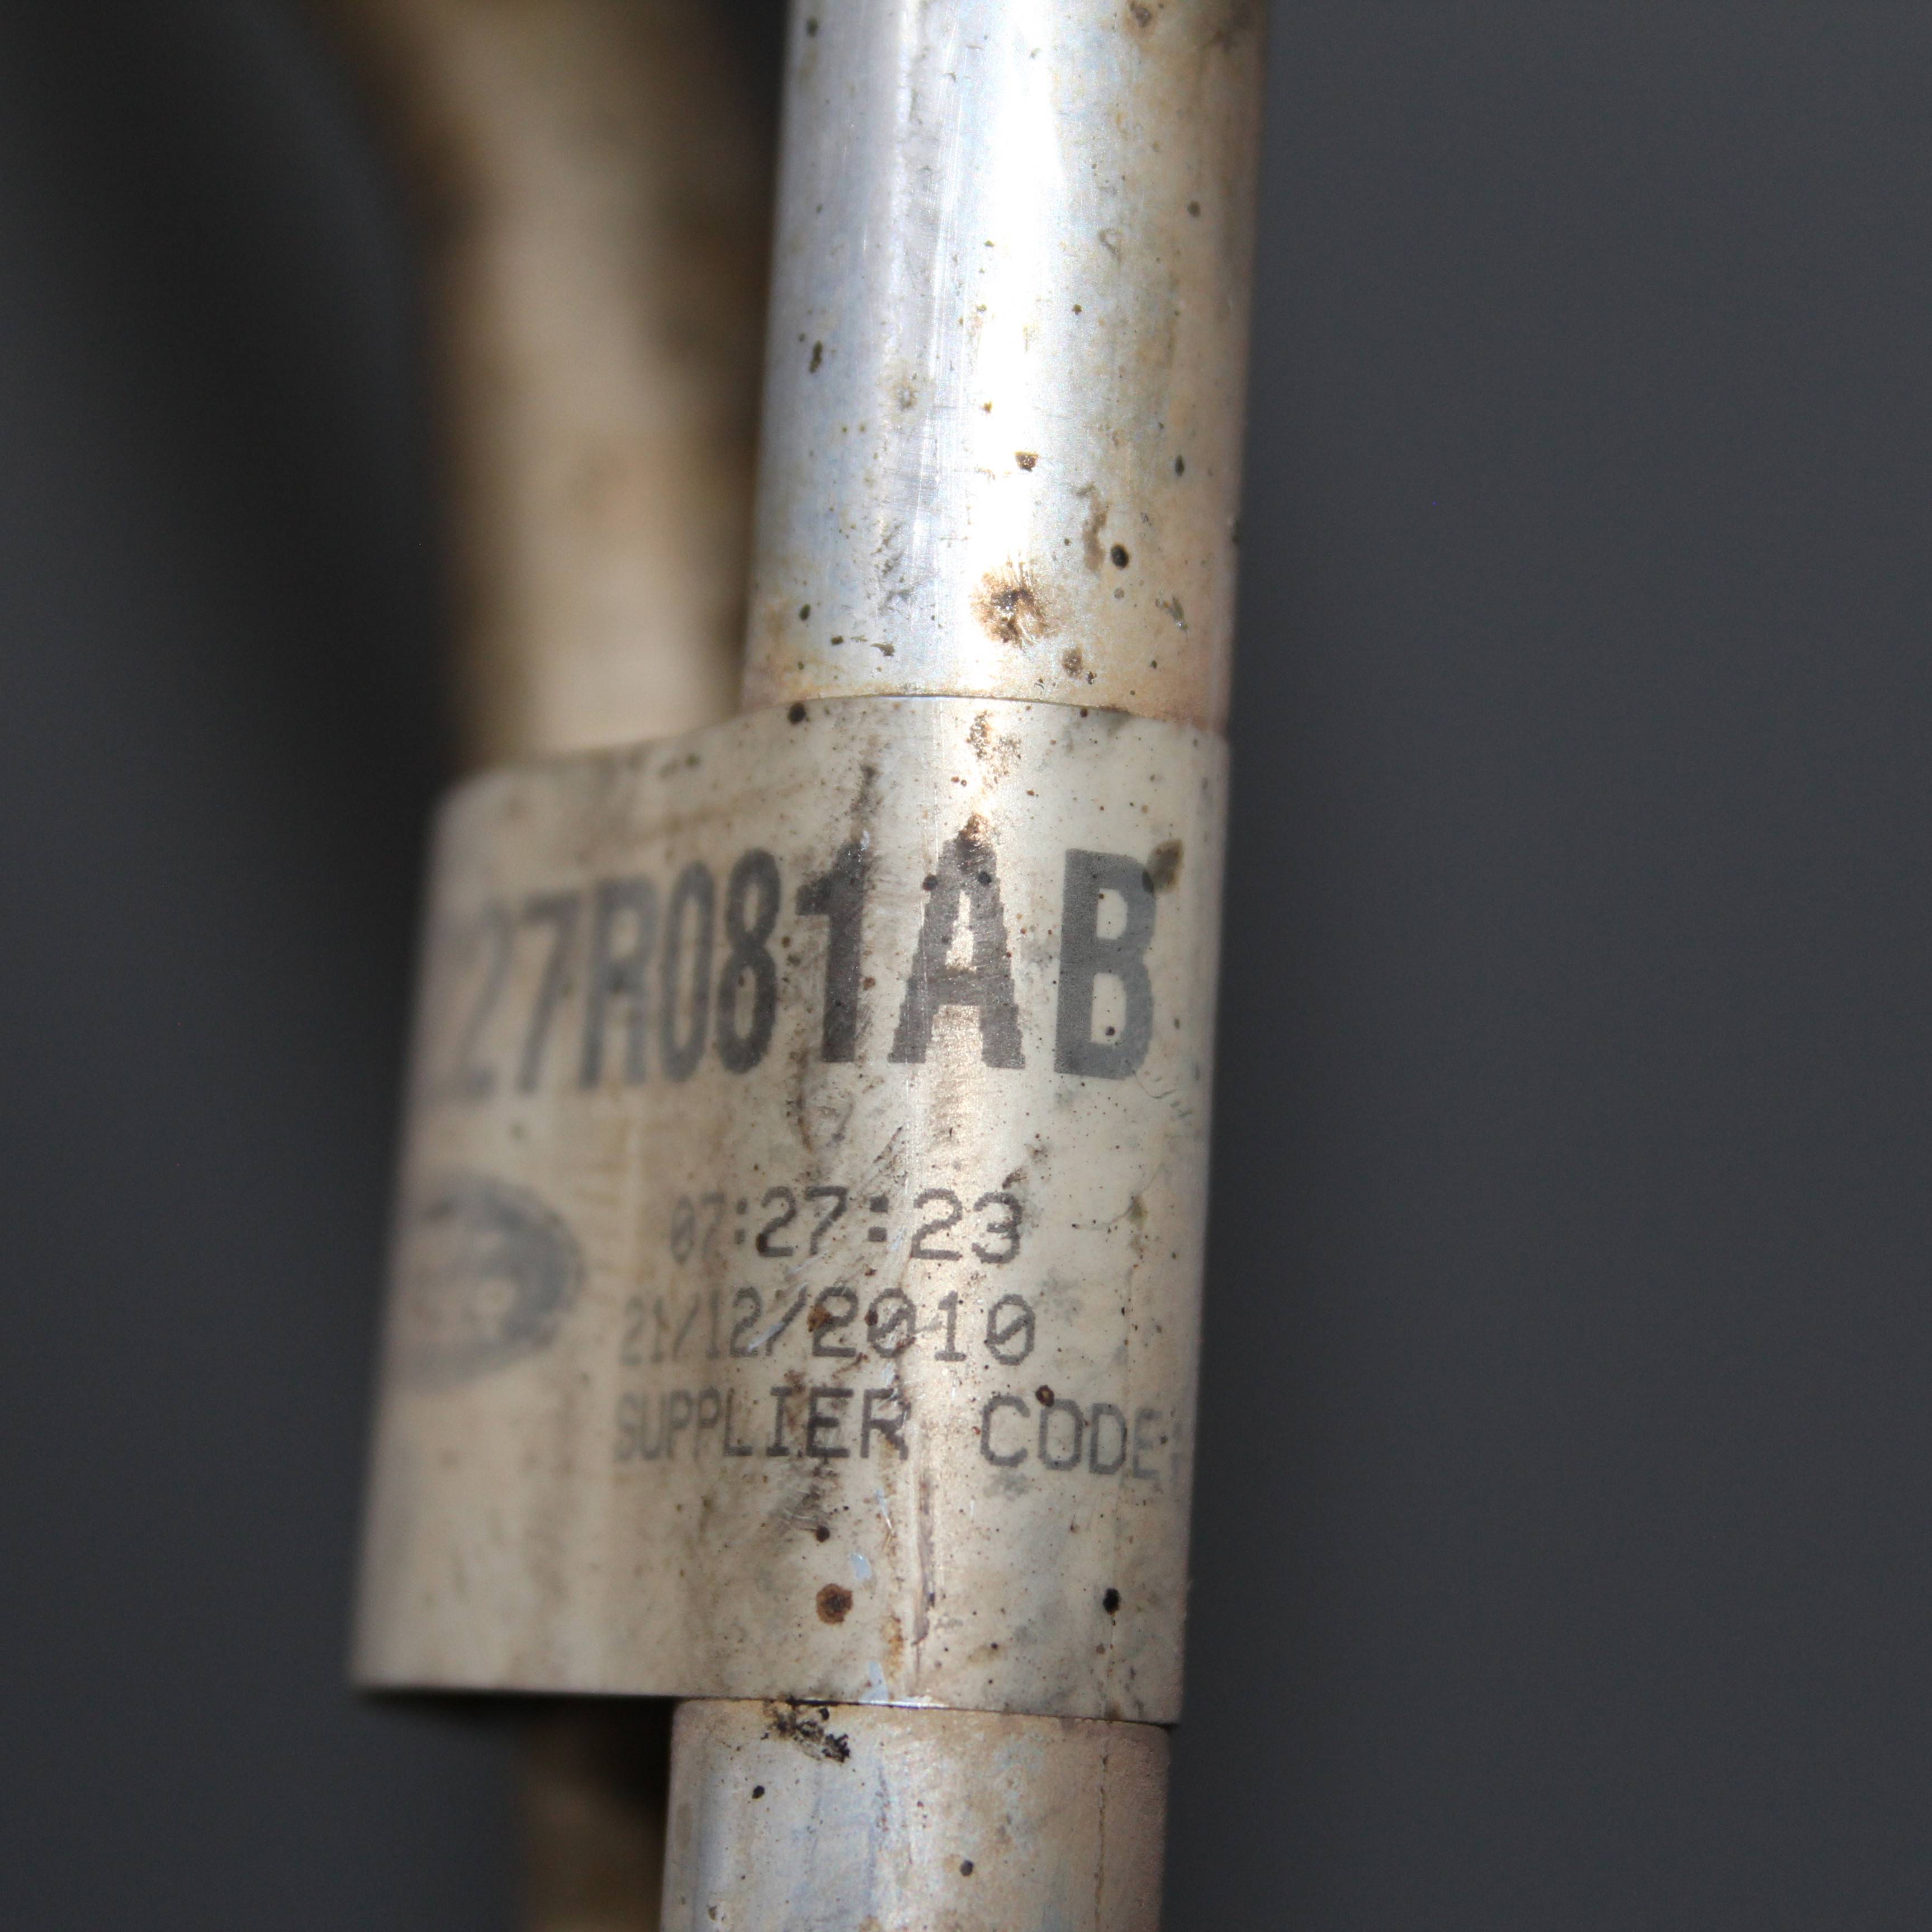 27R081AB
07:27:23
21/12/2010
SUPPLIER CODE: